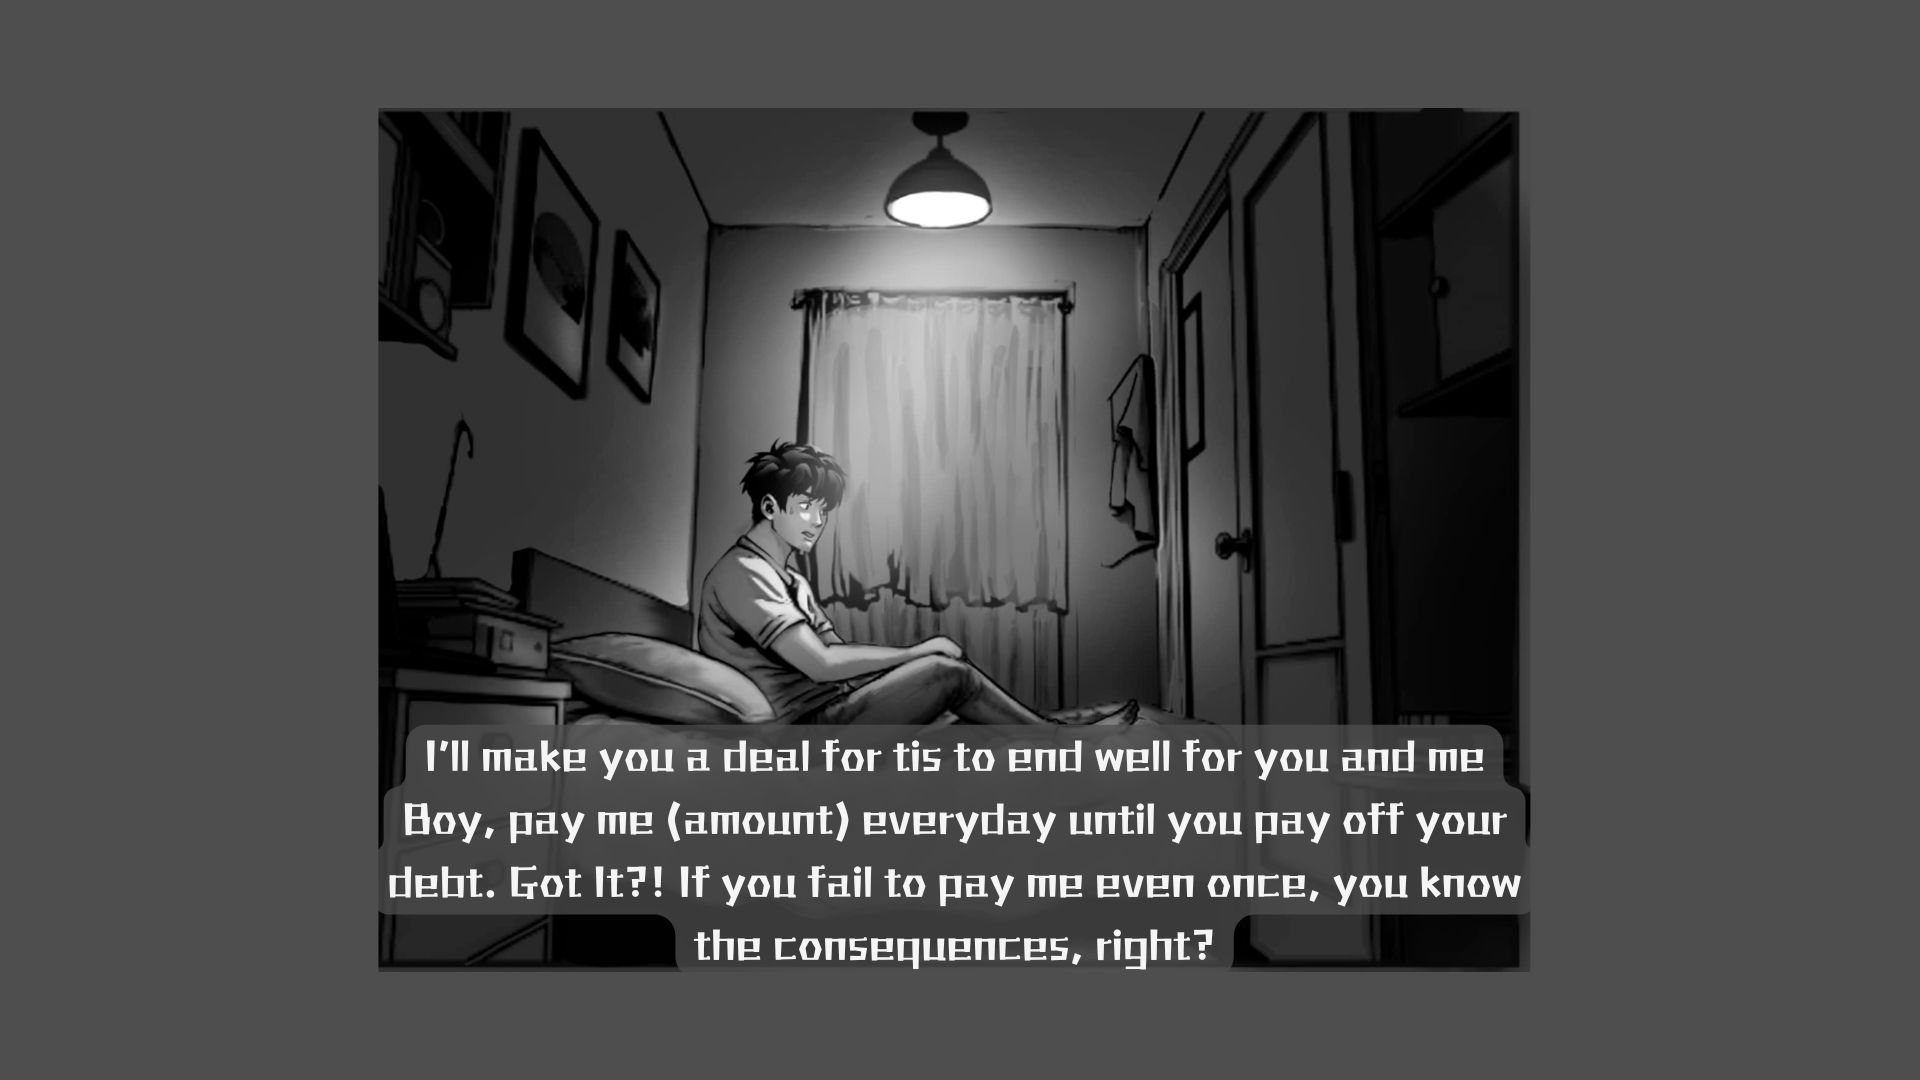 I'll make you a deal for tis to end well for you and me
Boy, pay me (amount) everyday until you pay off your
debt. Got It?! If you fail to pay me even once, you know
the consequences, right?